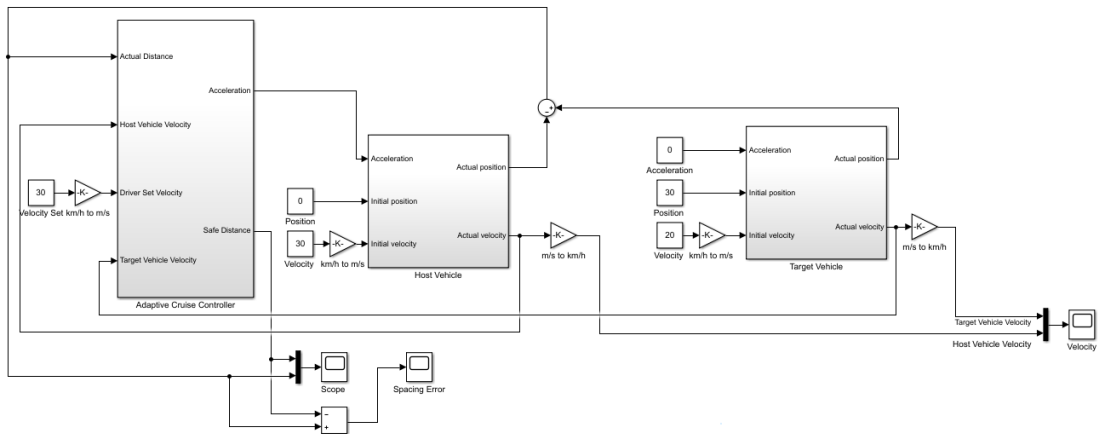 Actual Distance
Acceleration
Host Vehicle Velocity
30
-K-
Driver Set Velocity
Velocity Set km/h to m/s
Safe Distance
Target Vehicle Velocity
Adaptive Cruise Controller
0
Position
30
Velocity
-K-
km/h to m/s
Acceleration
Actual position
Initial position
Actual velocity
Initial velocity
Host Vehicle
-K-
m/s to km/h
−
+
0
Acceleration
30
Position
20
Velocity
-K-
km/h to m/s
Acceleration
Actual position
Initial position
Actual velocity
Initial velocity
Target Vehicle
-K-
m/s to km/h
Target Vehicle Velocity
Host Vehicle Velocity
Velocity
Scope
Spacing Error
−
+